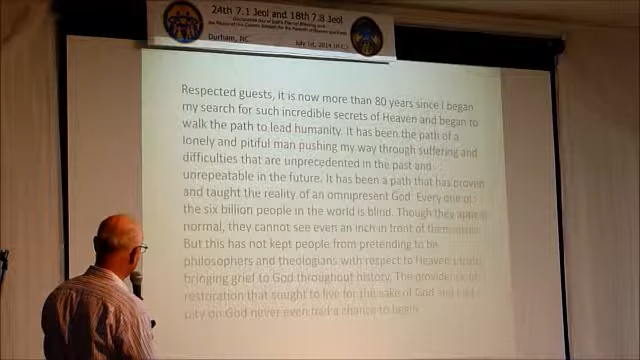 24th 7.1 Jeol and 18th 7.8 Jeol
Durham, NC
July 1st, 2014
Respected guests, it is now more than 80 years since I began
my search for such incredible secrets of Heaven and began to
walk the path to lead humanity. It has been the path of a
lonely and pitiful man pushing my way through suffering and
difficulties that are unprecedented in the past and
unrepeatable in the future. It has been a path that has proven
and taught the reality of an omnipresent God. Every one of
the six billion people in the world is blind. Though they
normal, they cannot see even an inch in front of
But this has not kept people from pretending to be
philosophers and theologians with respect to Heaven's
bringing grief to God throughout history. The providence of
restoration that sought to live for the sake of God and
pity on God never even had a chance to begin.